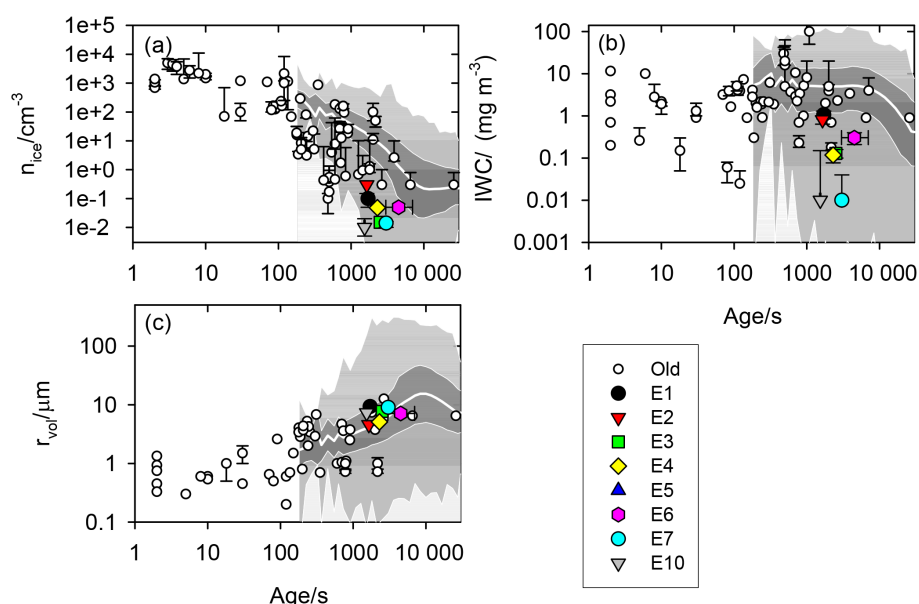 (a)
1e+5
1e+4
1e+3
1e+2
1e+1
1e+0
1e-1
1e-2
n_ice/cm^-3
1 10 100 1000 10 000
(b)
100
10
1
0.1
0.01
0.001
IWC/ (mg m^-3)
1 10 100 1000 10 000
Age/s
(c)
100
10
1
0.1
r_vol/μm
1 10 100 1000 10 000
Age/s
Old
E1
E2
E3
E4
E5
E6
E7
E10